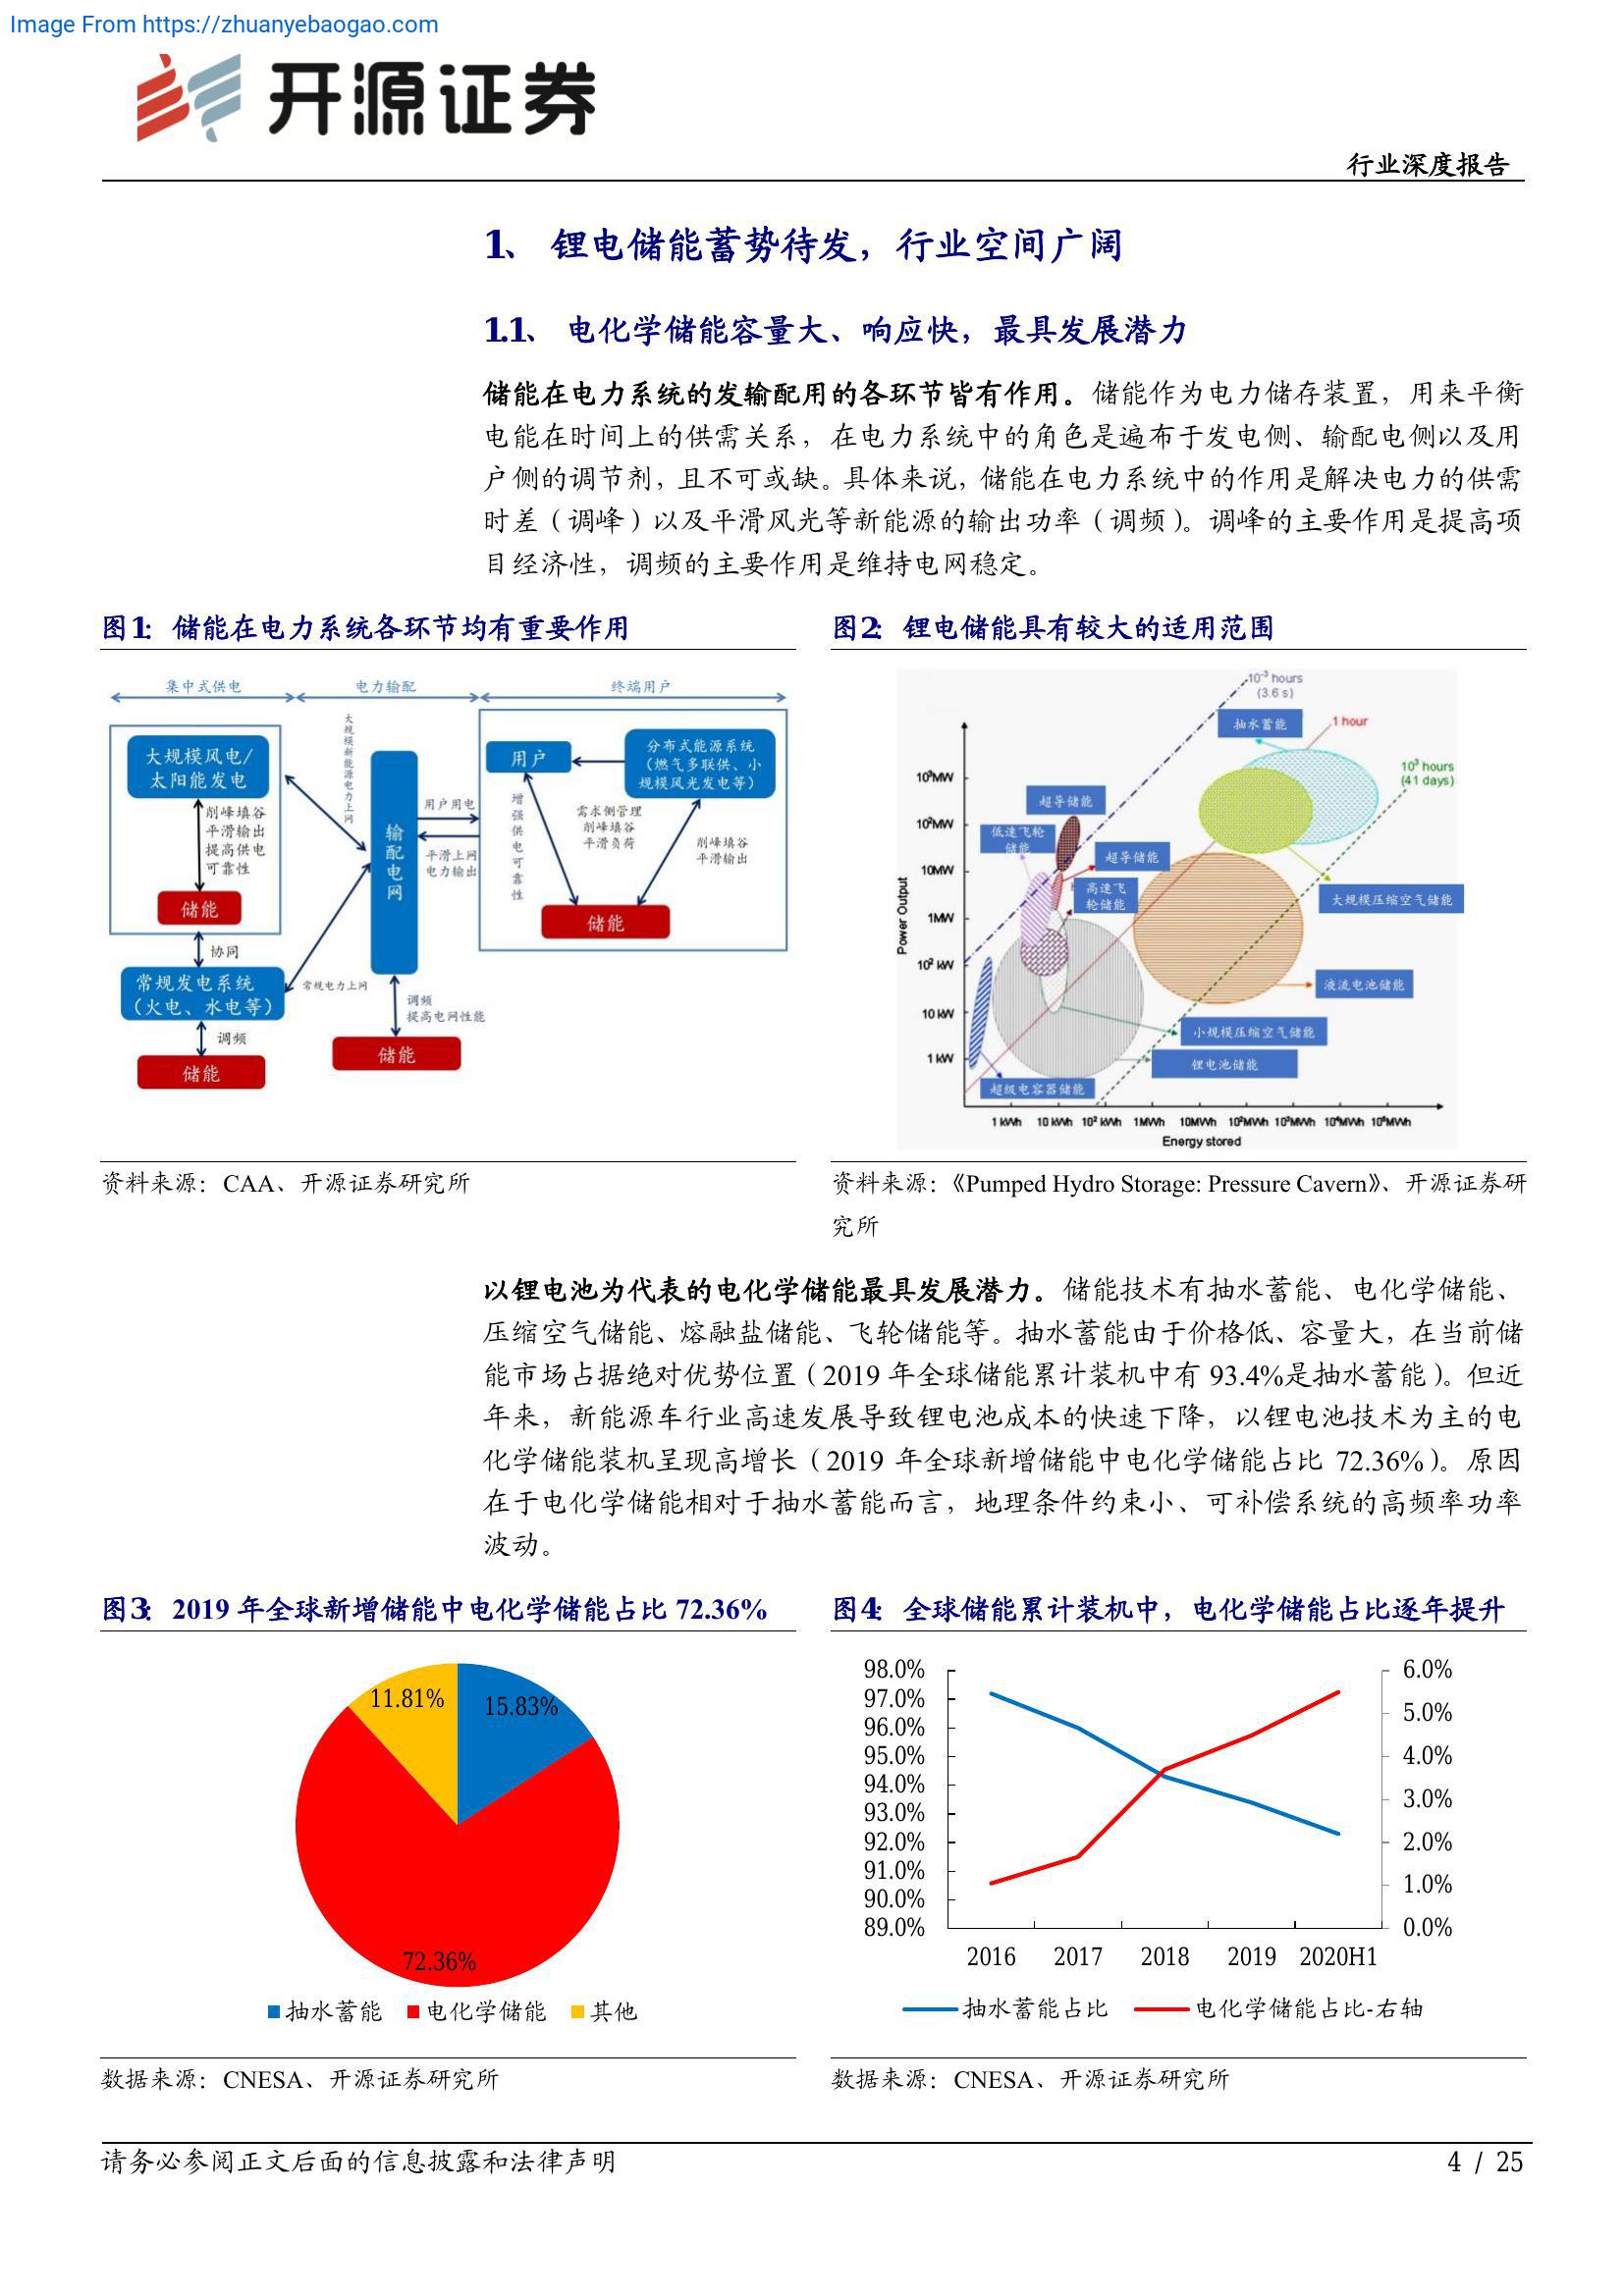 Image From https://zhuanyebaogao.com
开源证券
行业深度报告
1、 锂电储能蓄势待发，行业空间广阔
1.1、 电化学储能容量大、响应快，最具发展潜力
储能在电力系统的发输配用的各环节皆有作用。储能作为电力储存装置，用来平衡
电能在时间上的供需关系，在电力系统中的角色是遍布于发电侧、输配电侧以及用
户侧的调节剂，且不可或缺。具体来说，储能在电力系统中的作用是解决电力的供需
时差（调峰）以及平滑风光等新能源的输出功率（调频）。调峰的主要作用是提高项
目经济性，调频的主要作用是维持电网稳定。
图1： 储能在电力系统各环节均有重要作用
集中式供电
电力输配
终端用户
大规模风电/
太阳能发电
削峰填谷
平滑输出
提高供电
可靠性
储能
协同
常规发电系统
（火电、水电等）
调频
储能
大规模新能源电力上网
常规电力上网
输配电网
用户用电
平滑上网
电力输出
调频
提高电网性能
储能
用户
分布式能源系统
（燃气多联供、小
规模风光发电等）
增强供电可靠性
需求侧管理
削峰填谷
平滑负荷
削峰填谷
平滑输出
储能
资料来源：CAA、开源证券研究所
图2： 锂电储能具有较大的适用范围
10⁻³ hours
(3.6 s)
抽水蓄能
1 hour
10³ hours
(41 days)
超导储能
低速飞轮
储能
超导储能
高速飞
轮储能
大规模压缩空气储能
液流电池储能
小规模压缩空气储能
锂电池储能
超级电容器储能
Power Output
10³MW
10²MW
10MW
1MW
10² kW
10 kW
1 kW
1 kWh 10 kWh 10² kWh 1MWh 10MWh 10²MWh 10³MWh 10⁴MWh 10⁵MWh
Energy stored
资料来源：《Pumped Hydro Storage: Pressure Cavern》、开源证券研
究所
以锂电池为代表的电化学储能最具发展潜力。储能技术有抽水蓄能、电化学储能、
压缩空气储能、熔融盐储能、飞轮储能等。抽水蓄能由于价格低、容量大，在当前储
能市场占据绝对优势位置（2019 年全球储能累计装机中有 93.4%是抽水蓄能）。但近
年来，新能源车行业高速发展导致锂电池成本的快速下降，以锂电池技术为主的电
化学储能装机呈现高增长（2019 年全球新增储能中电化学储能占比 72.36%）。原因
在于电化学储能相对于抽水蓄能而言，地理条件约束小、可补偿系统的高频率功率
波动。
图3： 2019 年全球新增储能中电化学储能占比 72.36%
11.81%
15.83%
72.36%
抽水蓄能 电化学储能 其他
数据来源：CNESA、开源证券研究所
图4： 全球储能累计装机中，电化学储能占比逐年提升
98.0%
97.0%
96.0%
95.0%
94.0%
93.0%
92.0%
91.0%
90.0%
89.0%
6.0%
5.0%
4.0%
3.0%
2.0%
1.0%
0.0%
2016 2017 2018 2019 2020H1
抽水蓄能占比 电化学储能占比-右轴
数据来源：CNESA、开源证券研究所
请务必参阅正文后面的信息披露和法律声明
4 / 25